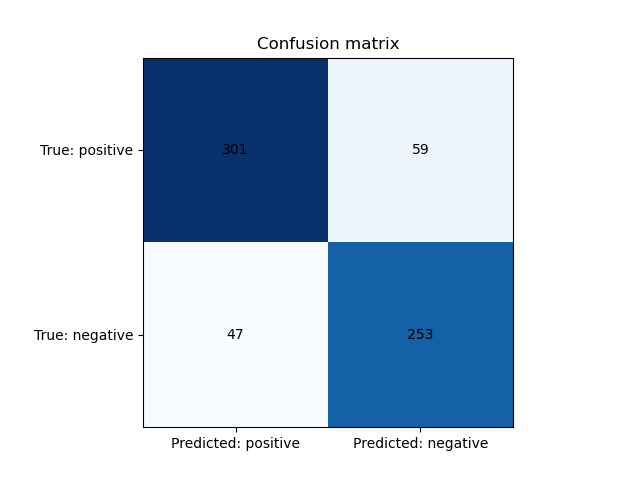 Confusion matrix
True: positive
301
59
True: negative
47
253
Predicted: positive
Predicted: negative